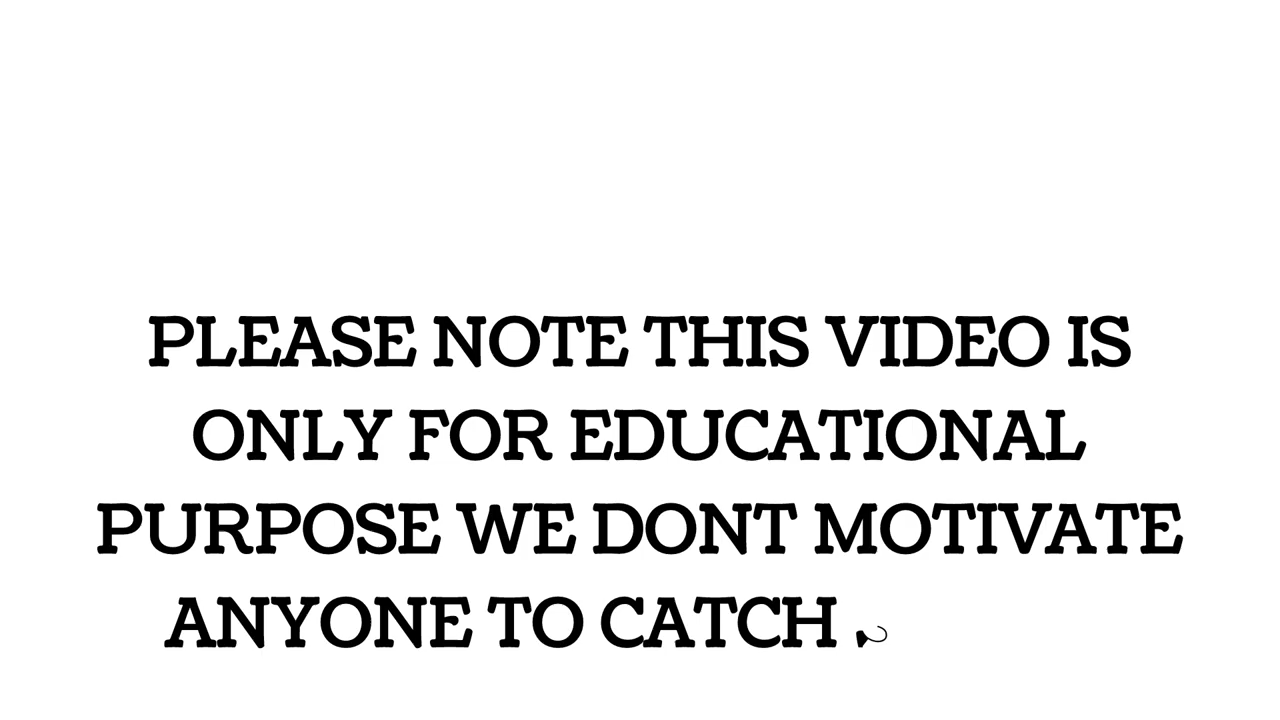 PLEASE NOTE THIS VIDEO IS
ONLY FOR EDUCATIONAL
PURPOSE WE DONT MOTIVATE
ANYONE TO CATCH